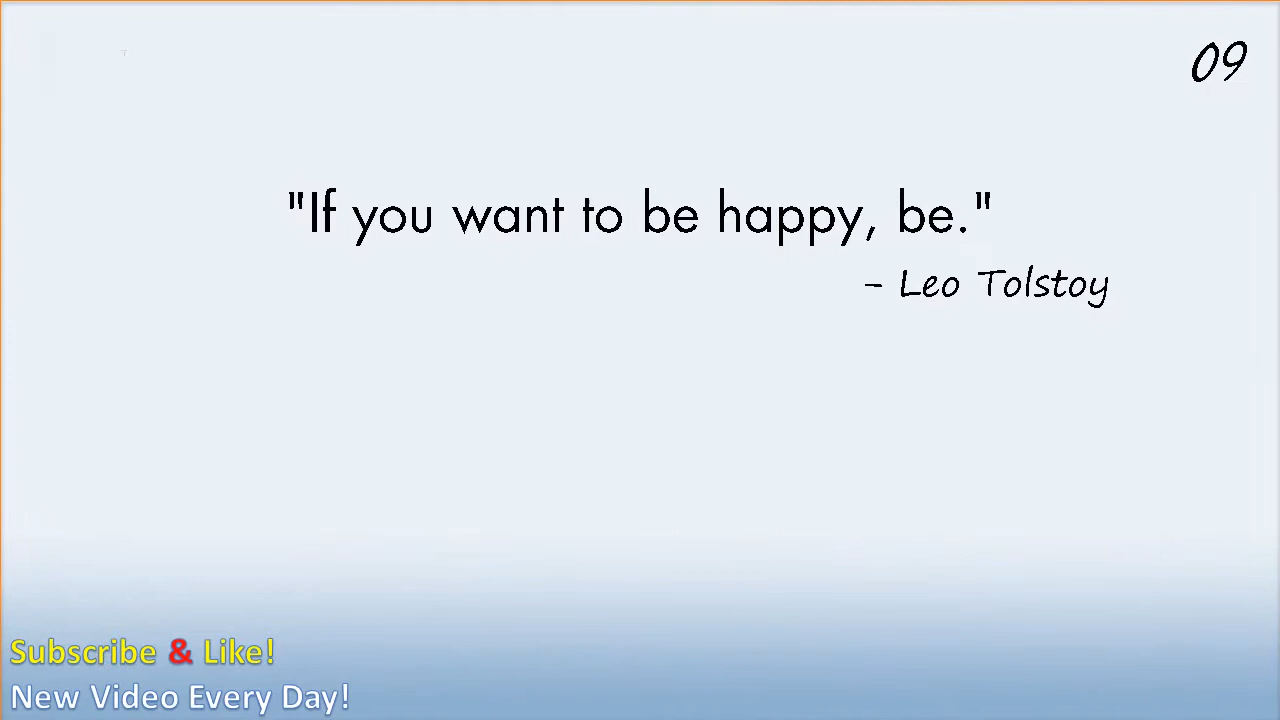 09
"If you want to be happy, be."
- Leo Tolstoy
Subscribe & Like!
New Video Every Day!